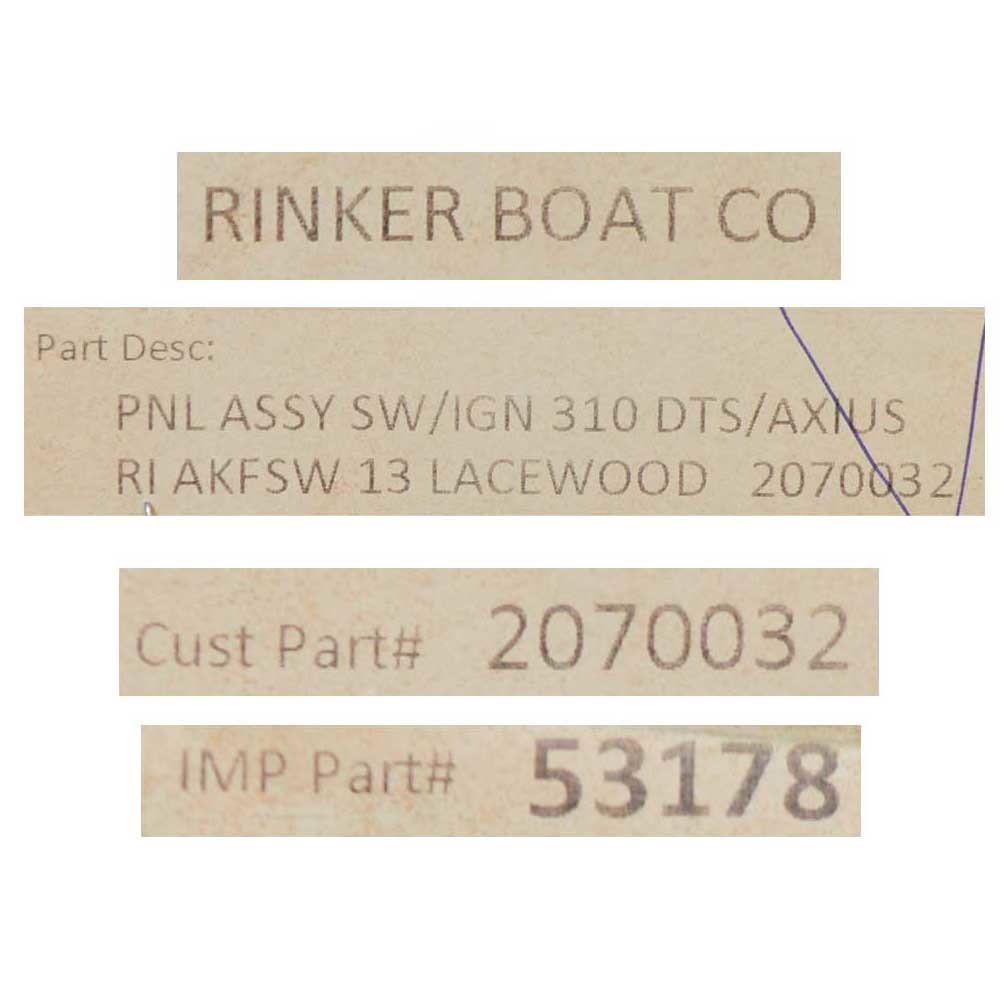 RINKER BOAT CO
Part Desc:
PNL ASSY SW/IGN 310 DTS/AXIUS
RI AKFSW 13 LACEWOOD 2070032
Cust Part# 2070032
IMP Part# 53178